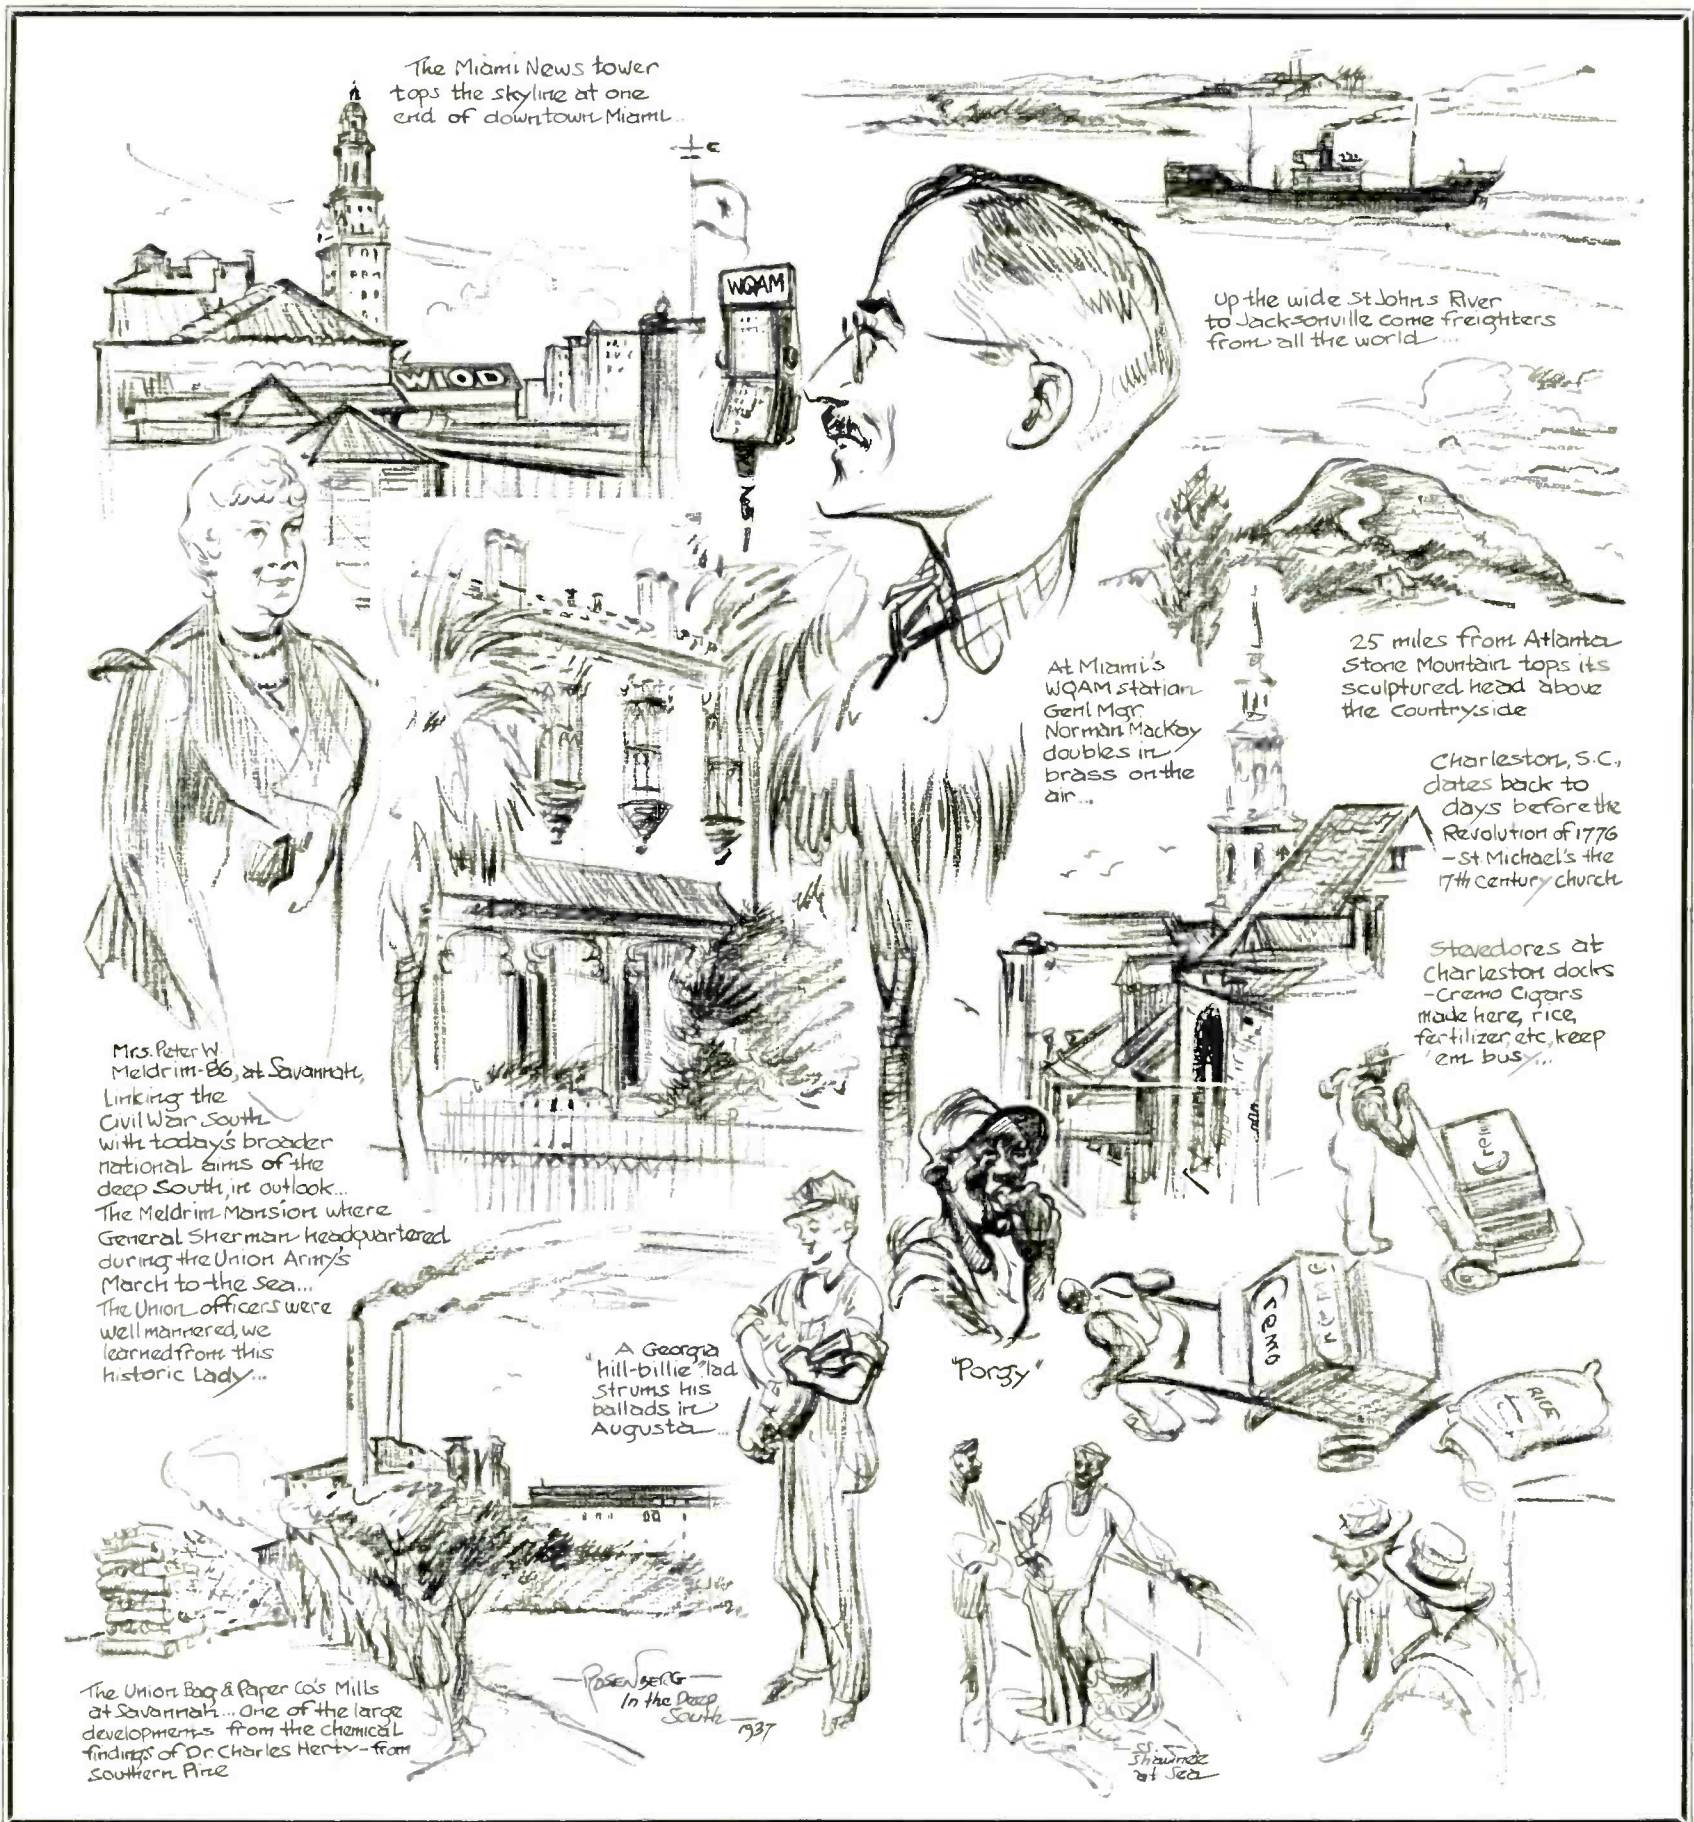 The Miami News tower
tops the skyline at one
end of downtown Miami...
WIOD
WQAM
Up the wide St Johns River
to Jacksonville come freighters
from all the world...
25 miles from Atlanta
Stone Mountain tops its
sculptured head above
the countryside
At Miami's
WQAM station
Genl Mgr.
Norman MacKay
doubles in
brass on the
air...
Charleston, S.C.,
dates back to
days before the
Revolution of 1776
-St. Michael's the
17th Century church
Stevedores at
Charleston docks
-Cremo Cigars
made here, rice,
fertilizer, etc, keep
'em busy...
Mrs. Peter W.
Meldrim-86, at Savannah,
Linking the
Civil War South
with today's broader
national aims of the
deep South, in outlook...
The Meldrim Mansion where
General Sherman headquartered
during the Union Army's
March to the Sea...
The Union officers were
well mannered, we
learned from this
historic Lady...
A Georgia
"hill-billie" lad
strums his
ballads in
Augusta...
"Porgy"
Cremo
Cremo
Cremo
RICE
The Union Bag & Paper Co's Mills
at Savannah... One of the large
developments from the chemical
findings of Dr. Charles Herty-from
Southern Pine
-ROSENBERG-
In the Deep
South-
1937
SS.
Shawnee
at Sea